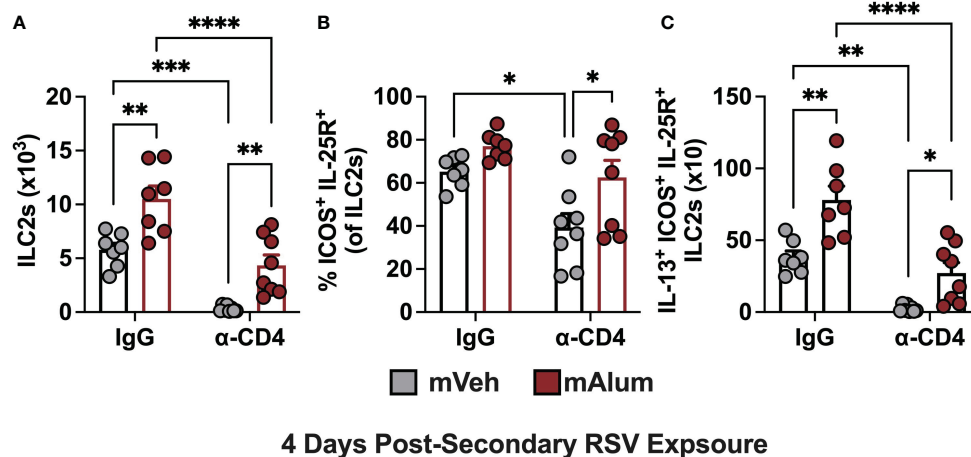 A
****
***
**
**
20
15
10
5
0
ILC2s (x10³)
IgG
α-CD4
B
*
*
100
80
60
40
20
0
% ICOS⁺ IL-25R⁺
(of ILC2s)
IgG
α-CD4
C
****
**
**
*
150
100
50
0
IL-13⁺ ICOS⁺ IL-25R⁺
ILC2s (x10)
IgG
α-CD4
mVeh
mAlum
4 Days Post-Secondary RSV Expsoure